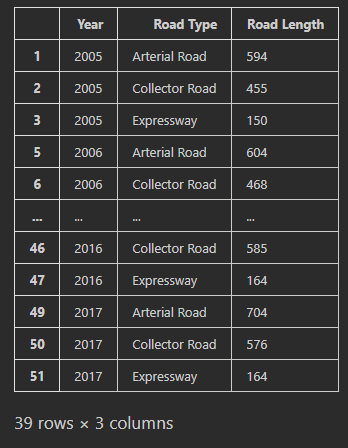 Year Road Type Road Length
1 2005 Arterial Road 594
2 2005 Collector Road 455
3 2005 Expressway 150
5 2006 Arterial Road 604
6 2006 Collector Road 468
... ... ... ...
46 2016 Collector Road 585
47 2016 Expressway 164
49 2017 Arterial Road 704
50 2017 Collector Road 576
51 2017 Expressway 164
39 rows × 3 columns